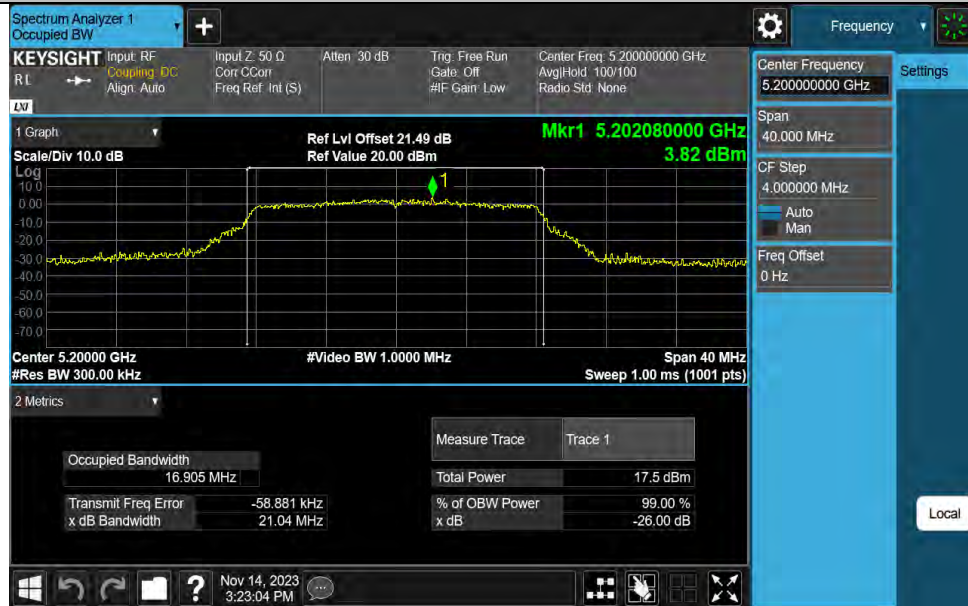 Spectrum Analyzer 1
Occupied BW
+
Frequency
KEYSIGHT
RL
LXI
Input: RF
Coupling: DC
Align: Auto
Input Z: 50 Ω
Corr CCorr
Freq Ref: Int (S)
Atten: 30 dB
Trig: Free Run
Gate: Off
#IF Gain: Low
Center Freq: 5.200000000 GHz
Avg|Hold: 100/100
Radio Std: None
Center Frequency
5.200000000 GHz
Settings
Span
40.000 MHz
CF Step
4.000000 MHz
Auto
Man
Freq Offset
0 Hz
Local
1 Graph
Scale/Div 10.0 dB
Ref Lvl Offset 21.49 dB
Ref Value 20.00 dBm
Mkr1 5.202080000 GHz
3.82 dBm
Log
10.0
0.00
-10.0
-20.0
-30.0
-40.0
-50.0
-60.0
-70.0
1
Center 5.20000 GHz
#Res BW 300.00 kHz
#Video BW 1.0000 MHz
Span 40 MHz
Sweep 1.00 ms (1001 pts)
2 Metrics
Measure Trace Trace 1
Occupied Bandwidth
16.905 MHz
Total Power 17.5 dBm
Transmit Freq Error -58.881 kHz
% of OBW Power 99.00 %
x dB Bandwidth 21.04 MHz
x dB -26.00 dB
?
Nov 14, 2023
3:23:04 PM